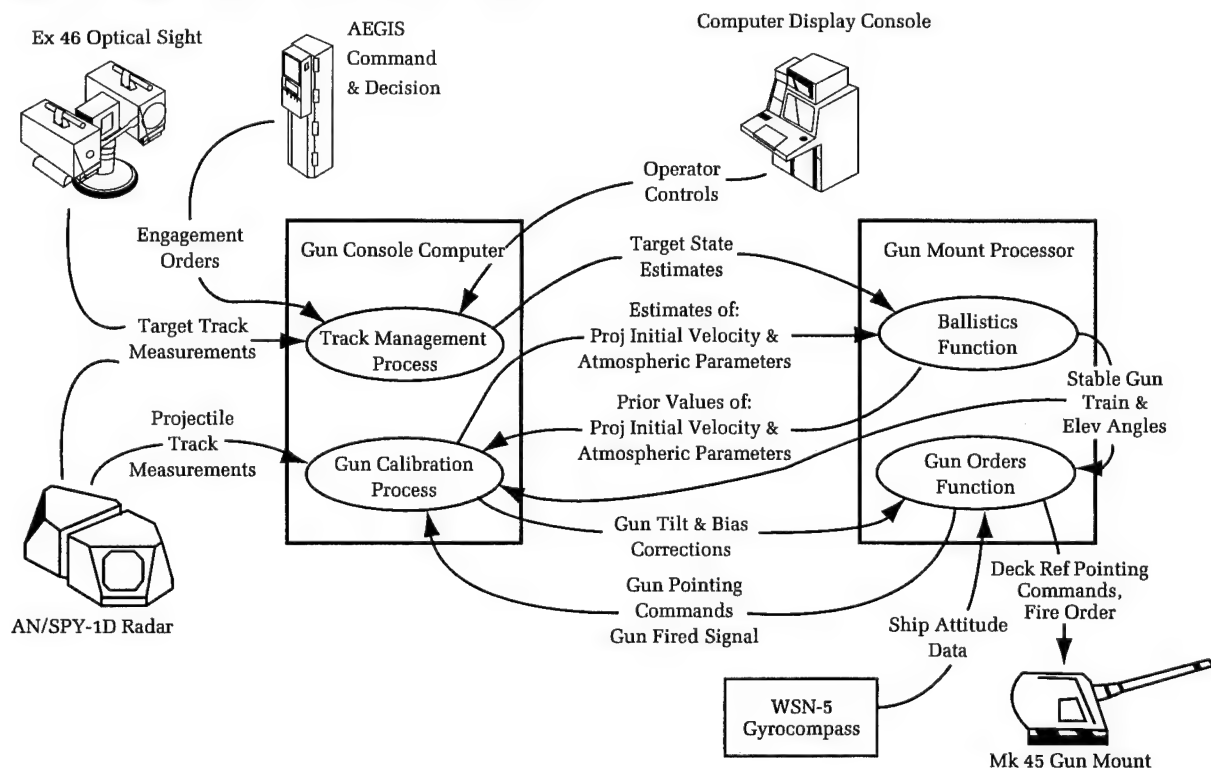 Ex 46 Optical Sight
AEGIS
Command
& Decision
Computer Display Console
Operator
Controls
Engagement
Orders
Gun Console Computer
Target State
Estimates
Gun Mount Processor
Target Track
Measurements
Track Management
Process
Estimates of:
Proj Initial Velocity &
Atmospheric Parameters
Ballistics
Function
Stable Gun
Train &
Elev Angles
Prior Values of:
Proj Initial Velocity &
Atmospheric Parameters
Projectile
Track
Measurements
Gun Calibration
Process
Gun Orders
Function
Gun Tilt & Bias
Corrections
Gun Pointing
Commands
Gun Fired Signal
Deck Ref Pointing
Commands,
Fire Order
Ship Attitude
Data
AN/SPY-1D Radar
WSN-5
Gyrocompass
Mk 45 Gun Mount